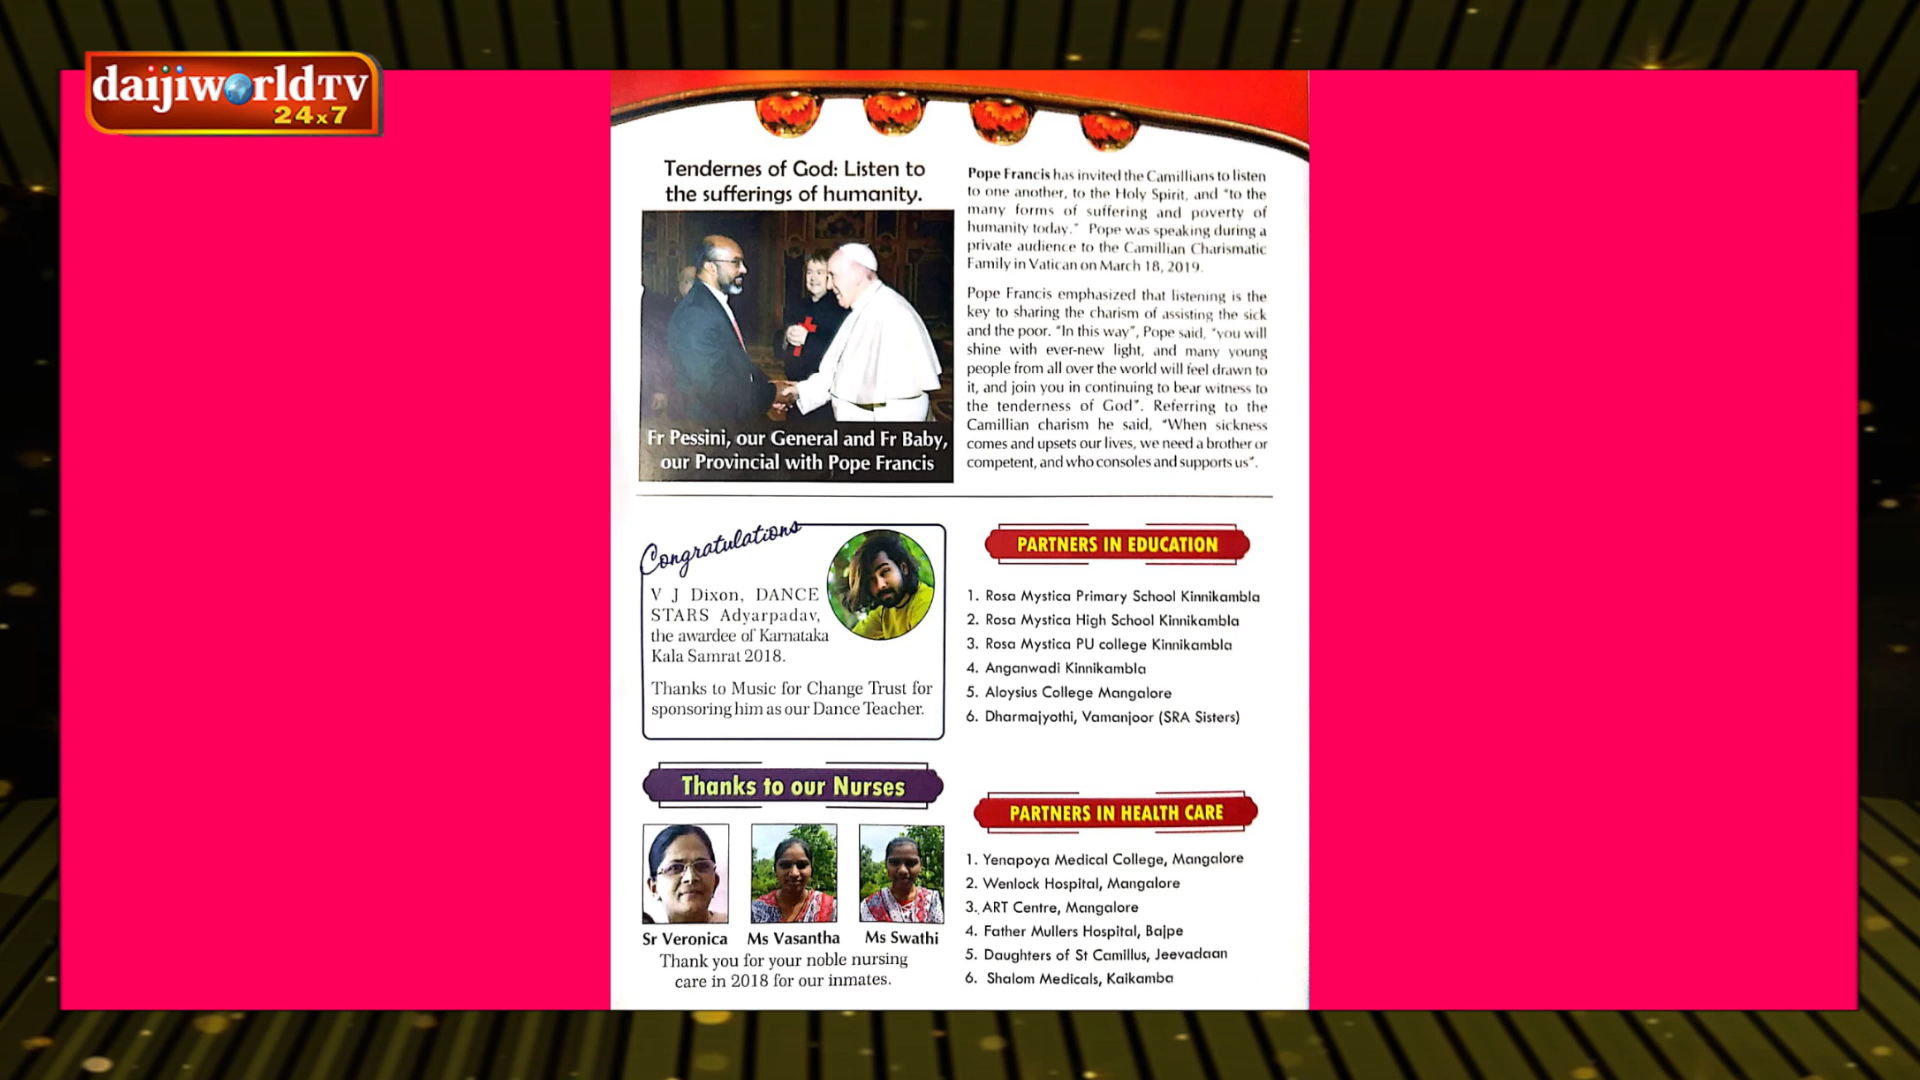 daijiworldTV
24x7
Tendernes of God: Listen to
the sufferings of humanity.
Fr Pessini, our General and Fr Baby,
our Provincial with Pope Francis
Pope Francis has invited the Camillians to listen
to one another, to the Holy Spirit, and "to the
many forms of suffering and poverty of
humanity today." Pope was speaking during a
private audience to the Camillian Charismatic
Family in Vatican on March 18, 2019.
Pope Francis emphasized that listening is the
key to sharing the charism of assisting the sick
and the poor. "In this way", Pope said, "you will
shine with ever-new light, and many young
people from all over the world will feel drawn to
it, and join you in continuing to bear witness to
the tenderness of God". Referring to the
Camillian charism he said, "When sickness
comes and upsets our lives, we need a brother or
competent, and who consoles and supports us".
Congratulations
V J Dixon, DANCE
STARS Adyarpadav,
the awardee of Karnataka
Kala Samrat 2018.
Thanks to Music for Change Trust for
sponsoring him as our Dance Teacher.
Thanks to our Nurses
Sr Veronica Ms Vasantha Ms Swathi
Thank you for your noble nursing
care in 2018 for our inmates.
PARTNERS IN EDUCATION
1. Rosa Mystica Primary School Kinnikambla
2. Rosa Mystica High School Kinnikambla
3. Rosa Mystica PU college Kinnikambla
4. Anganwadi Kinnikambla
5. Aloysius College Mangalore
6. Dharmajyothi, Vamanjoor (SRA Sisters)
PARTNERS IN HEALTH CARE
1. Yenapoya Medical College, Mangalore
2. Wenlock Hospital, Mangalore
3. ART Centre, Mangalore
4. Father Mullers Hospital, Bajpe
5. Daughters of St Camillus, Jeevadaan
6. Shalom Medicals, Kaikamba